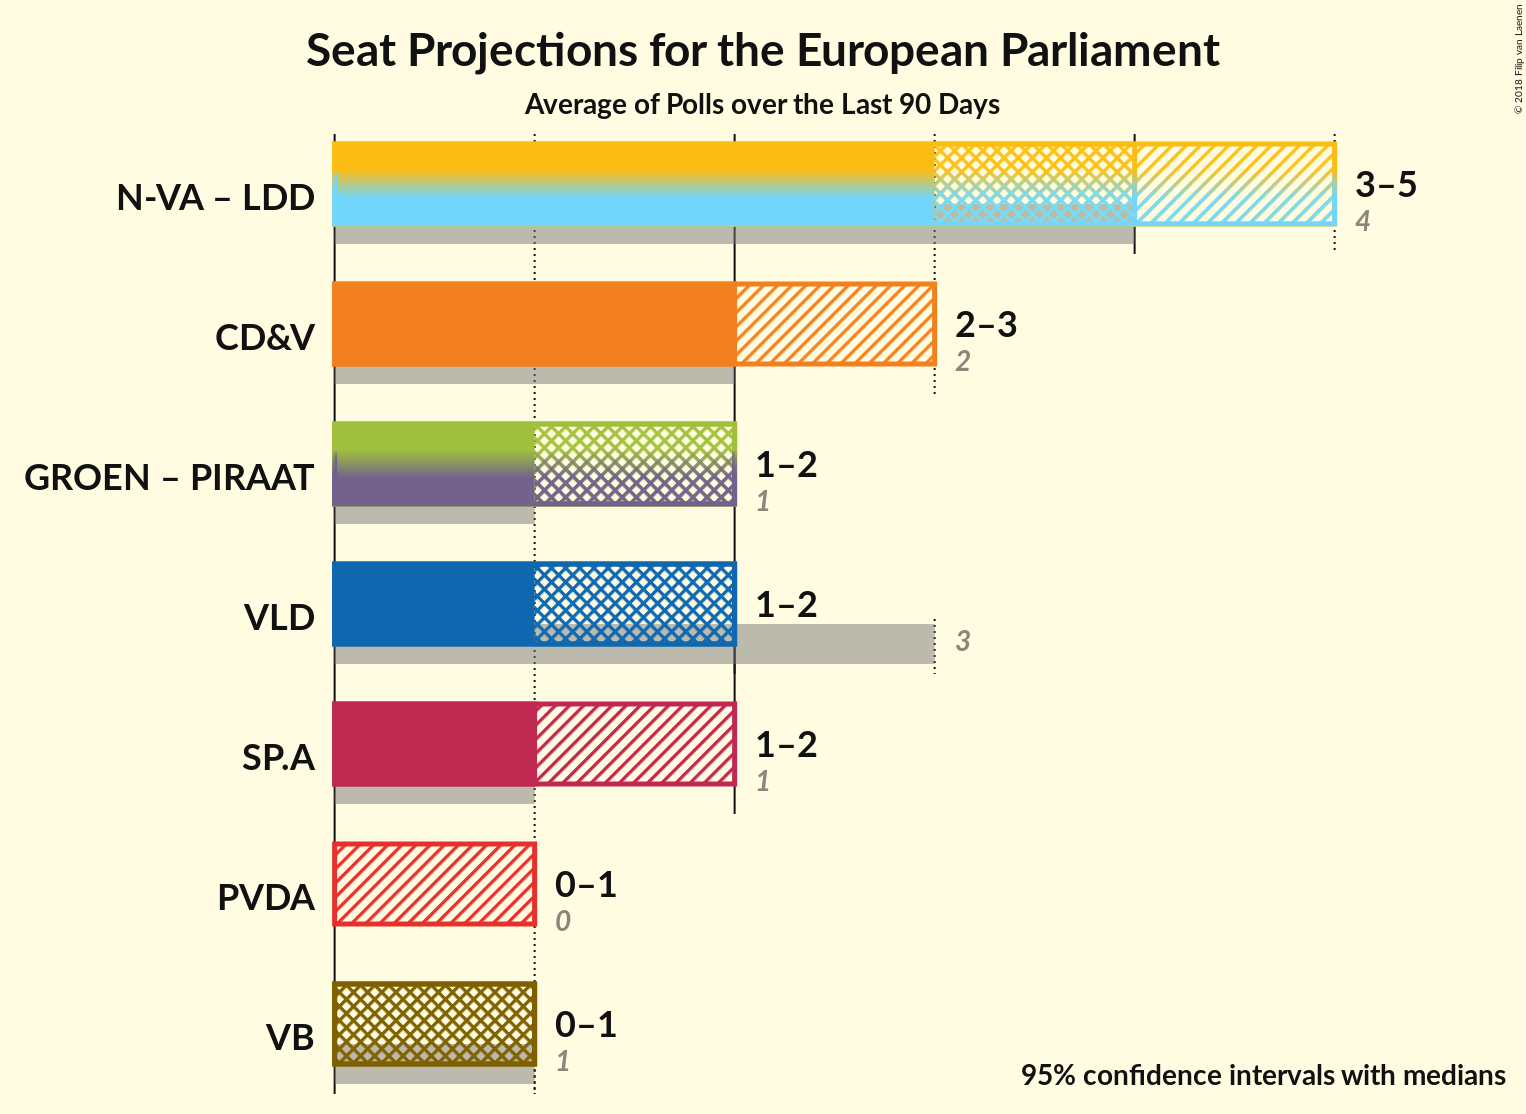 Seat Projections for the European Parliament
Average of Polls over the Last 90 Days
© 2018 Filip van Laenen
N-VA – LDD
3–5
4
CD&V
2–3
2
GROEN – PIRAAT
1–2
1
VLD
1–2
3
SP.A
1–2
1
PVDA
0–1
0
VB
0–1
1
95% confidence intervals with medians